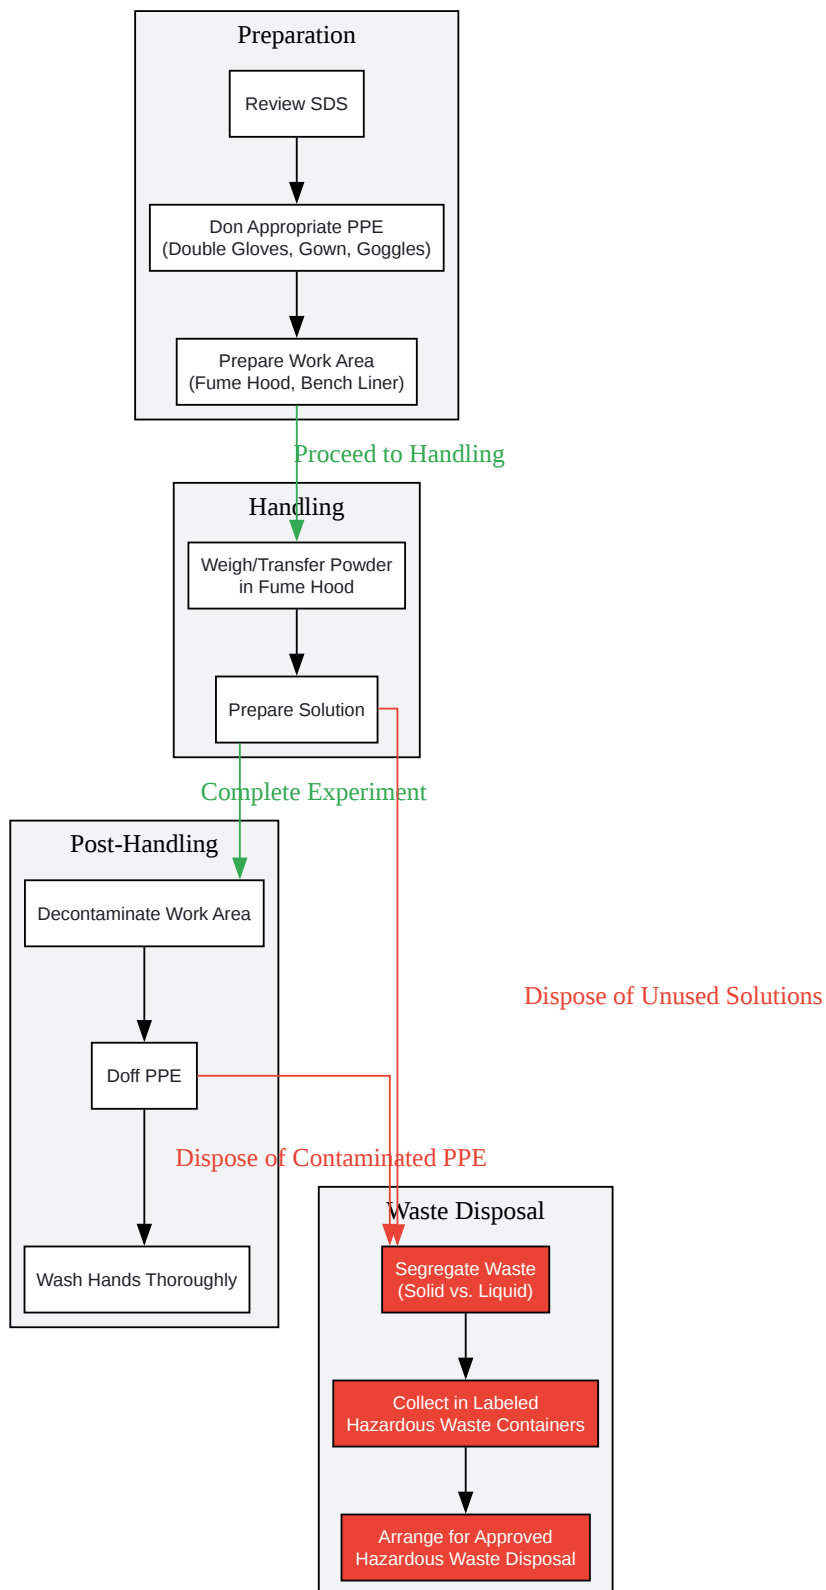 Preparation
Review SDS
Don Appropriate PPE
(Double Gloves, Gown, Goggles)
Prepare Work Area
(Fume Hood, Bench Liner)
Proceed to Handling
Handling
Weigh/Transfer Powder
in Fume Hood
Prepare Solution
Complete Experiment
Post-Handling
Decontaminate Work Area
Dispose of Unused Solutions
Doff PPE
Dispose of Contaminated PPE
Waste Disposal
Wash Hands Thoroughly
Segregate Waste
(Solid vs. Liquid)
Collect in Labeled
Hazardous Waste Containers
Arrange for Approved
Hazardous Waste Disposal